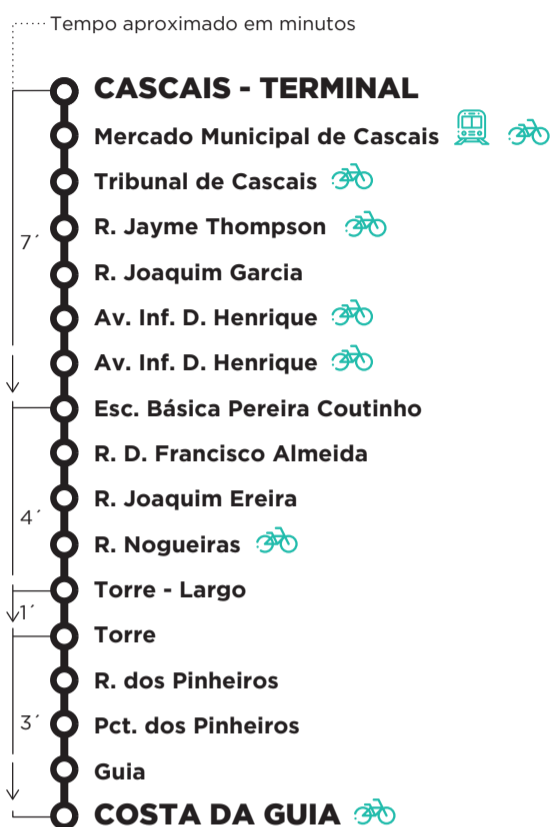 Tempo aproximado em minutos
CASCAIS - TERMINAL
Mercado Municipal de Cascais
Tribunal de Cascais
R. Jayme Thompson
7´
R. Joaquim Garcia
Av. Inf. D. Henrique
Av. Inf. D. Henrique
Esc. Básica Pereira Coutinho
R. D. Francisco Almeida
R. Joaquim Ereira
4´
R. Nogueiras
Torre - Largo
1´
Torre
R. dos Pinheiros
3´
Pct. dos Pinheiros
Guia
COSTA DA GUIA